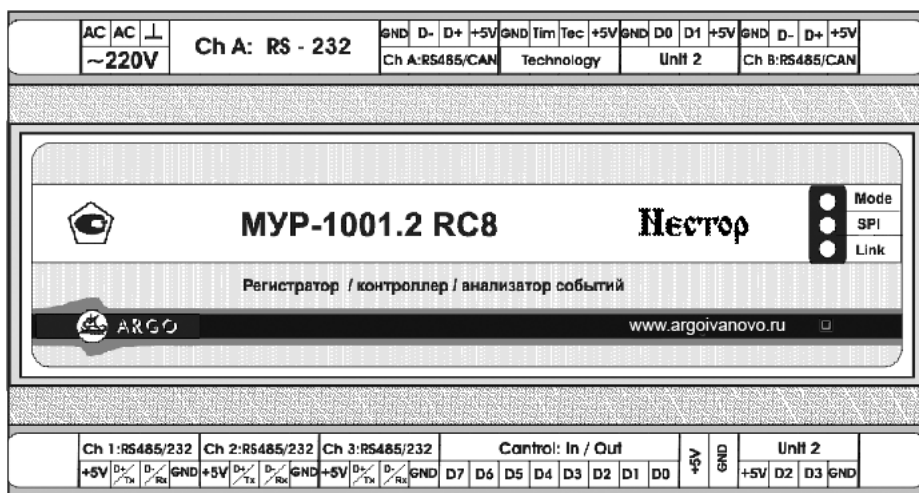 AC AC ⊥ Ch A: RS - 232 GND D- D+ +5V GND Tim Tec +5V GND D0 D1 +5V GND D- D+ +5V
~220V Ch A:RS485/CAN Technology Unit 2 Ch B:RS485/CAN
Mode
МУР-1001.2 RC8 Нестор SPI
Link
Регистратор / контроллер / анализатор событий
ARGO www.argoivanovo.ru
Ch 1:RS485/232 Ch 2:RS485/232 Ch 3:RS485/232 Cantrol: In / Out +5V GND Unit 2
+5V D+/Tx D-/Rx GND +5V D+/Tx D-/Rx GND +5V D+/Tx D-/Rx GND D7 D6 D5 D4 D3 D2 D1 D0 +5V D2 D3 GND